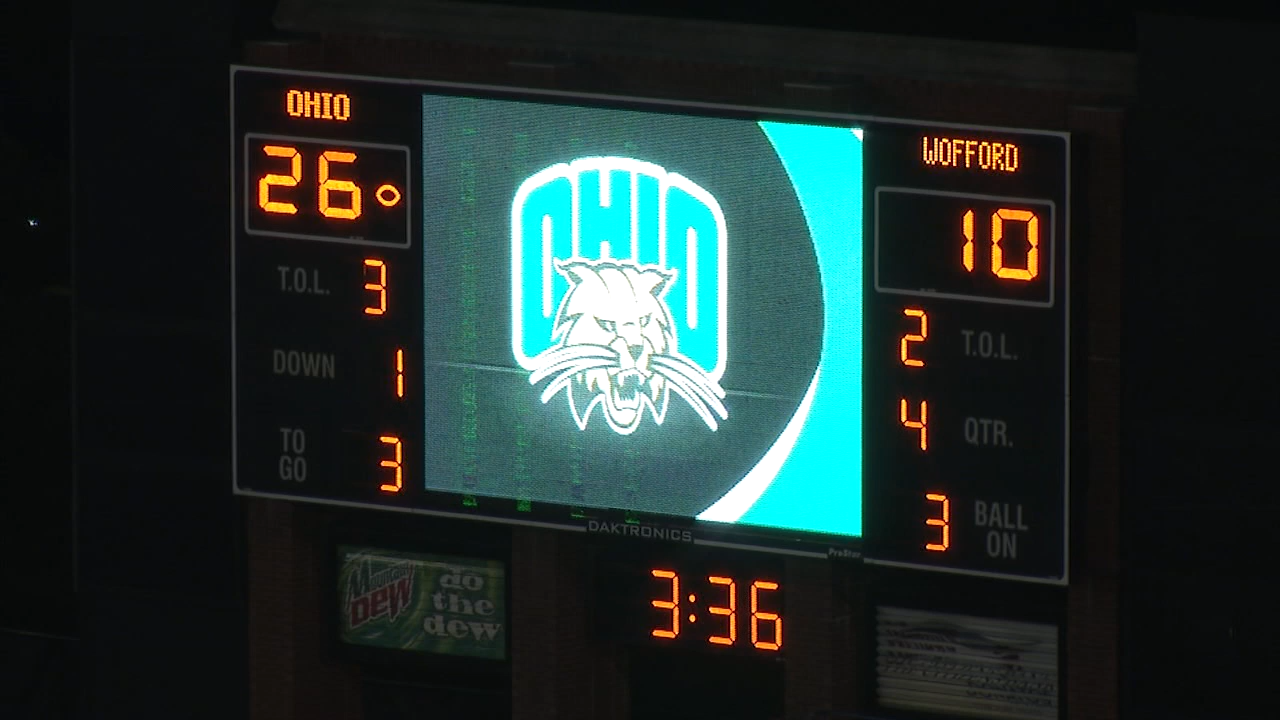 OHIO
26
T.O.L. 3
DOWN 1
TO GO 3
OHIO
WOFFORD
10
2 T.O.L.
4 QTR.
3 BALL ON
DAKTRONICS
ProStar
Mountain Dew
do the dew
3:36